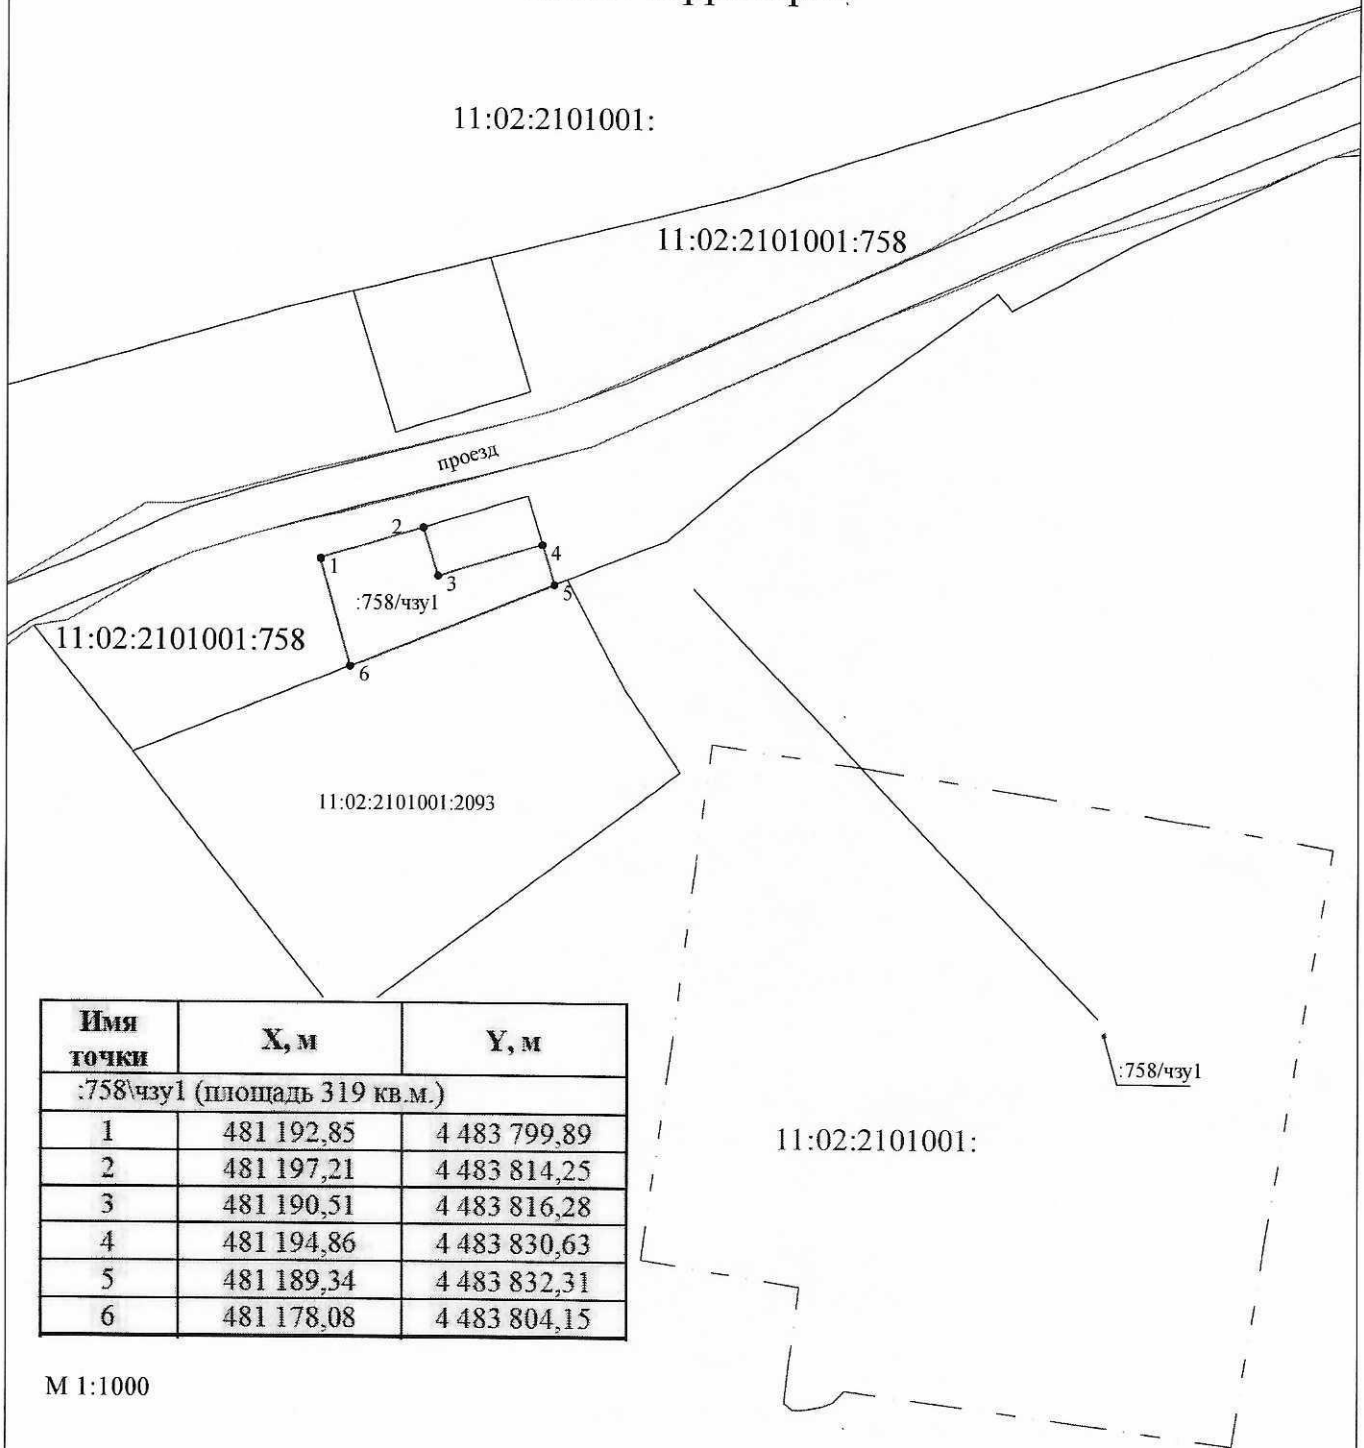 11:02:2101001:
11:02:2101001:758
проезд
2
1
4
3
5
:758/чзу1
11:02:2101001:758
6
11:02:2101001:2093
Имя точки X, м Y, м
:758\чзу1 (площадь 319 кв.м.)
1 481 192,85 4 483 799,89
2 481 197,21 4 483 814,25
3 481 190,51 4 483 816,28
4 481 194,86 4 483 830,63
5 481 189,34 4 483 832,31
6 481 178,08 4 483 804,15
:758/чзу1
11:02:2101001:
М 1:1000